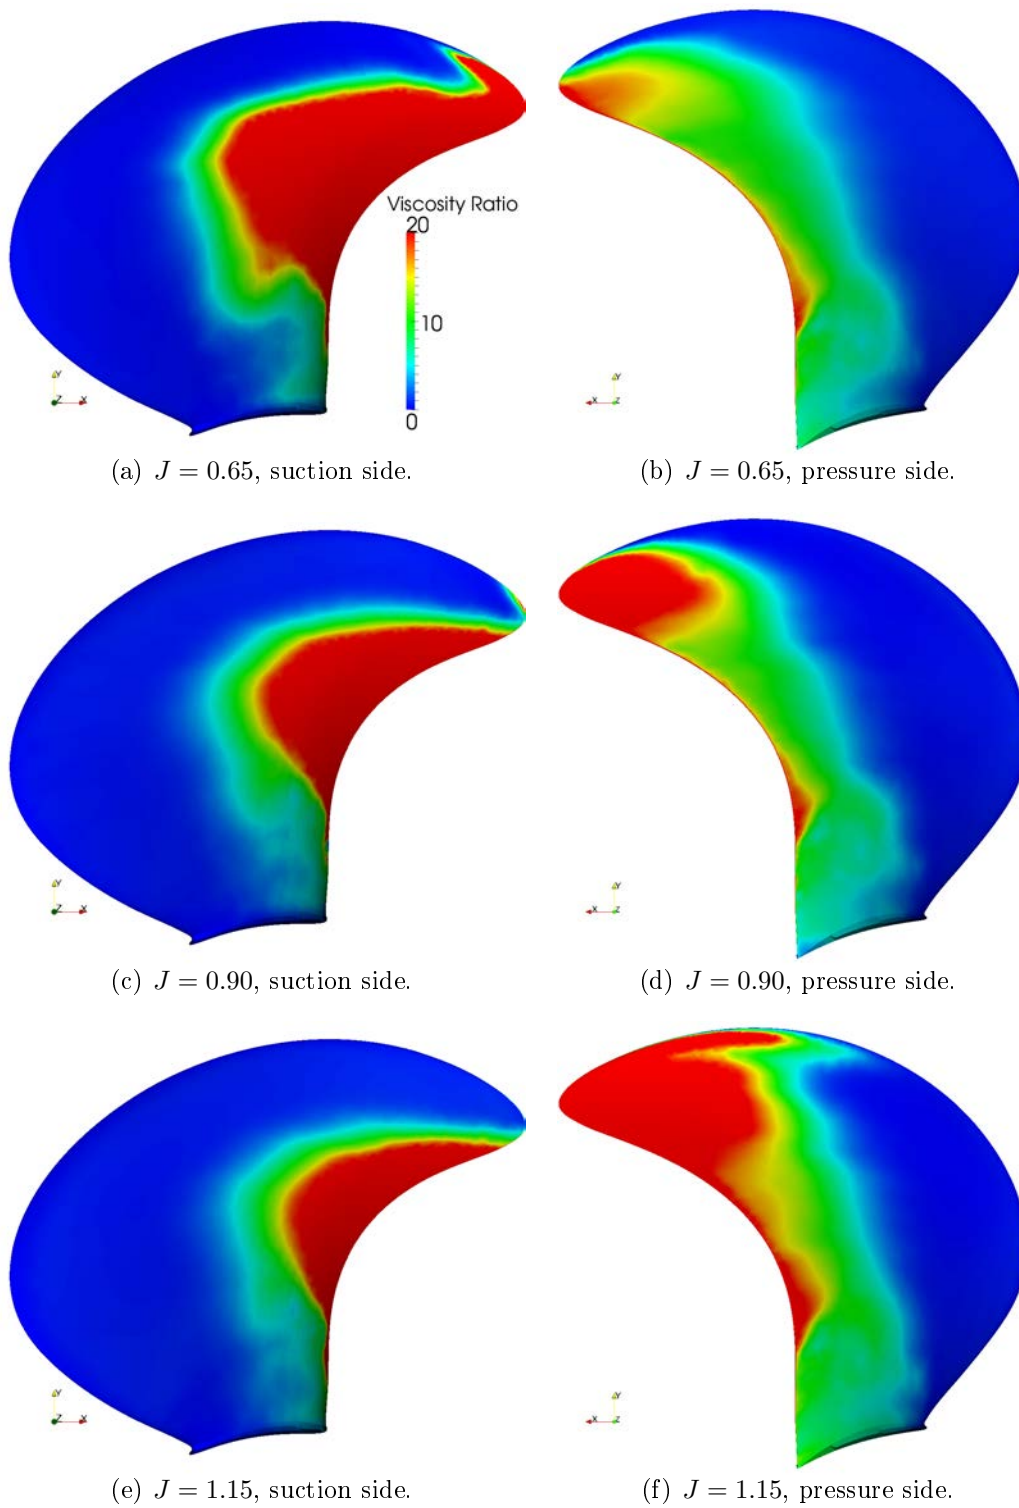 Viscosity Ratio
20
10
0
Y
Z X
Y
X Z
(a) J = 0.65, suction side.
(b) J = 0.65, pressure side.
Y
Z X
Y
X Z
(c) J = 0.90, suction side.
(d) J = 0.90, pressure side.
Y
Z X
Y
X Z
(e) J = 1.15, suction side.
(f) J = 1.15, pressure side.